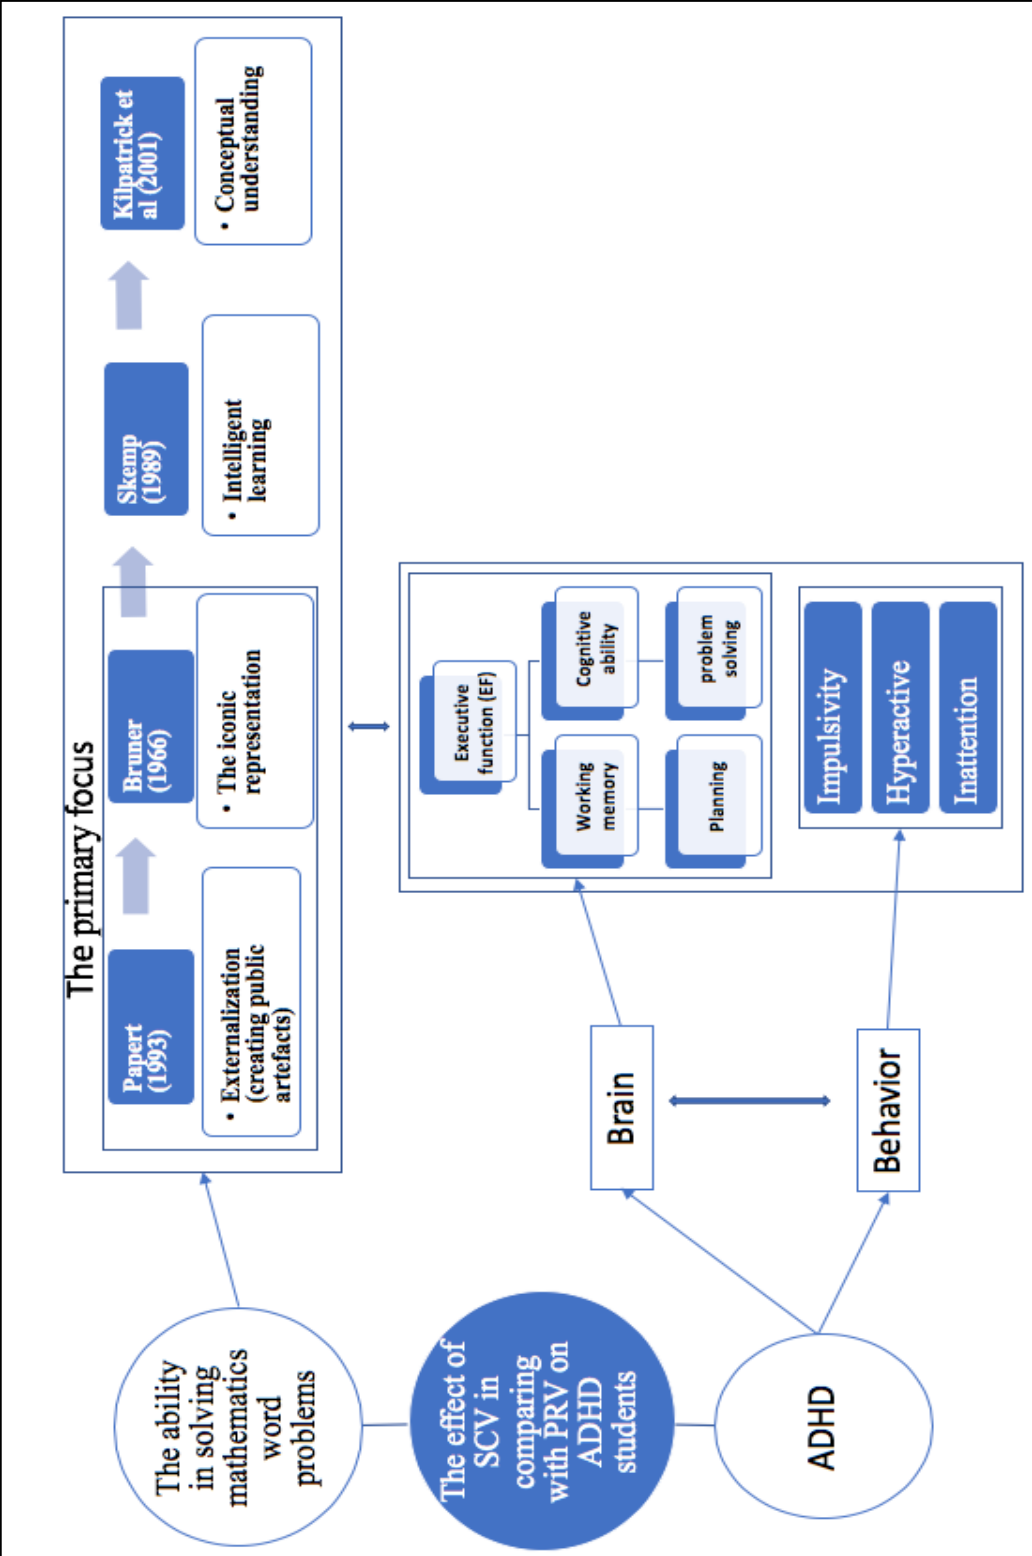 The primary focus
Papert
(1993)
• Externalization
(creating public
artefacts)
Bruner
(1966)
• The iconic
representation
Skemp
(1989)
• Intelligent
learning
Kilpatrick et
al (2001)
• Conceptual
understanding
The ability
in solving
mathematics
word
problems
The effect of
SCV in
comparing
with PRV on
ADHD
students
ADHD
Brain
Behavior
Executive
function (EF)
Working
memory
Cognitive
ability
Planning
problem
solving
Impulsivity
Hyperactive
Inattention